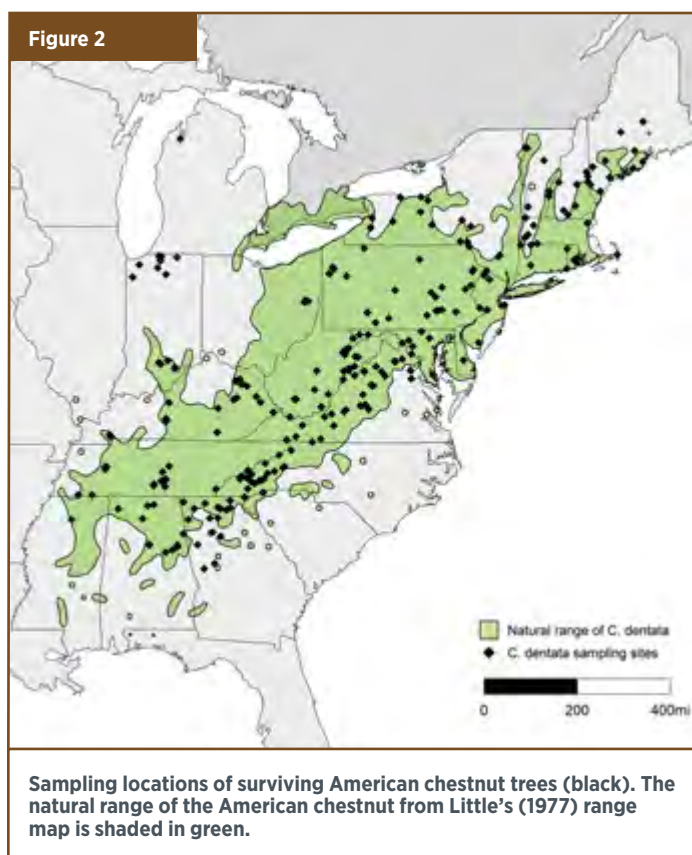 Figure 2
Natural range of C. dentata
C. dentata sampling sites
0 200 400mi
Sampling locations of surviving American chestnut trees (black). The
natural range of the American chestnut from Little's (1977) range
map is shaded in green.